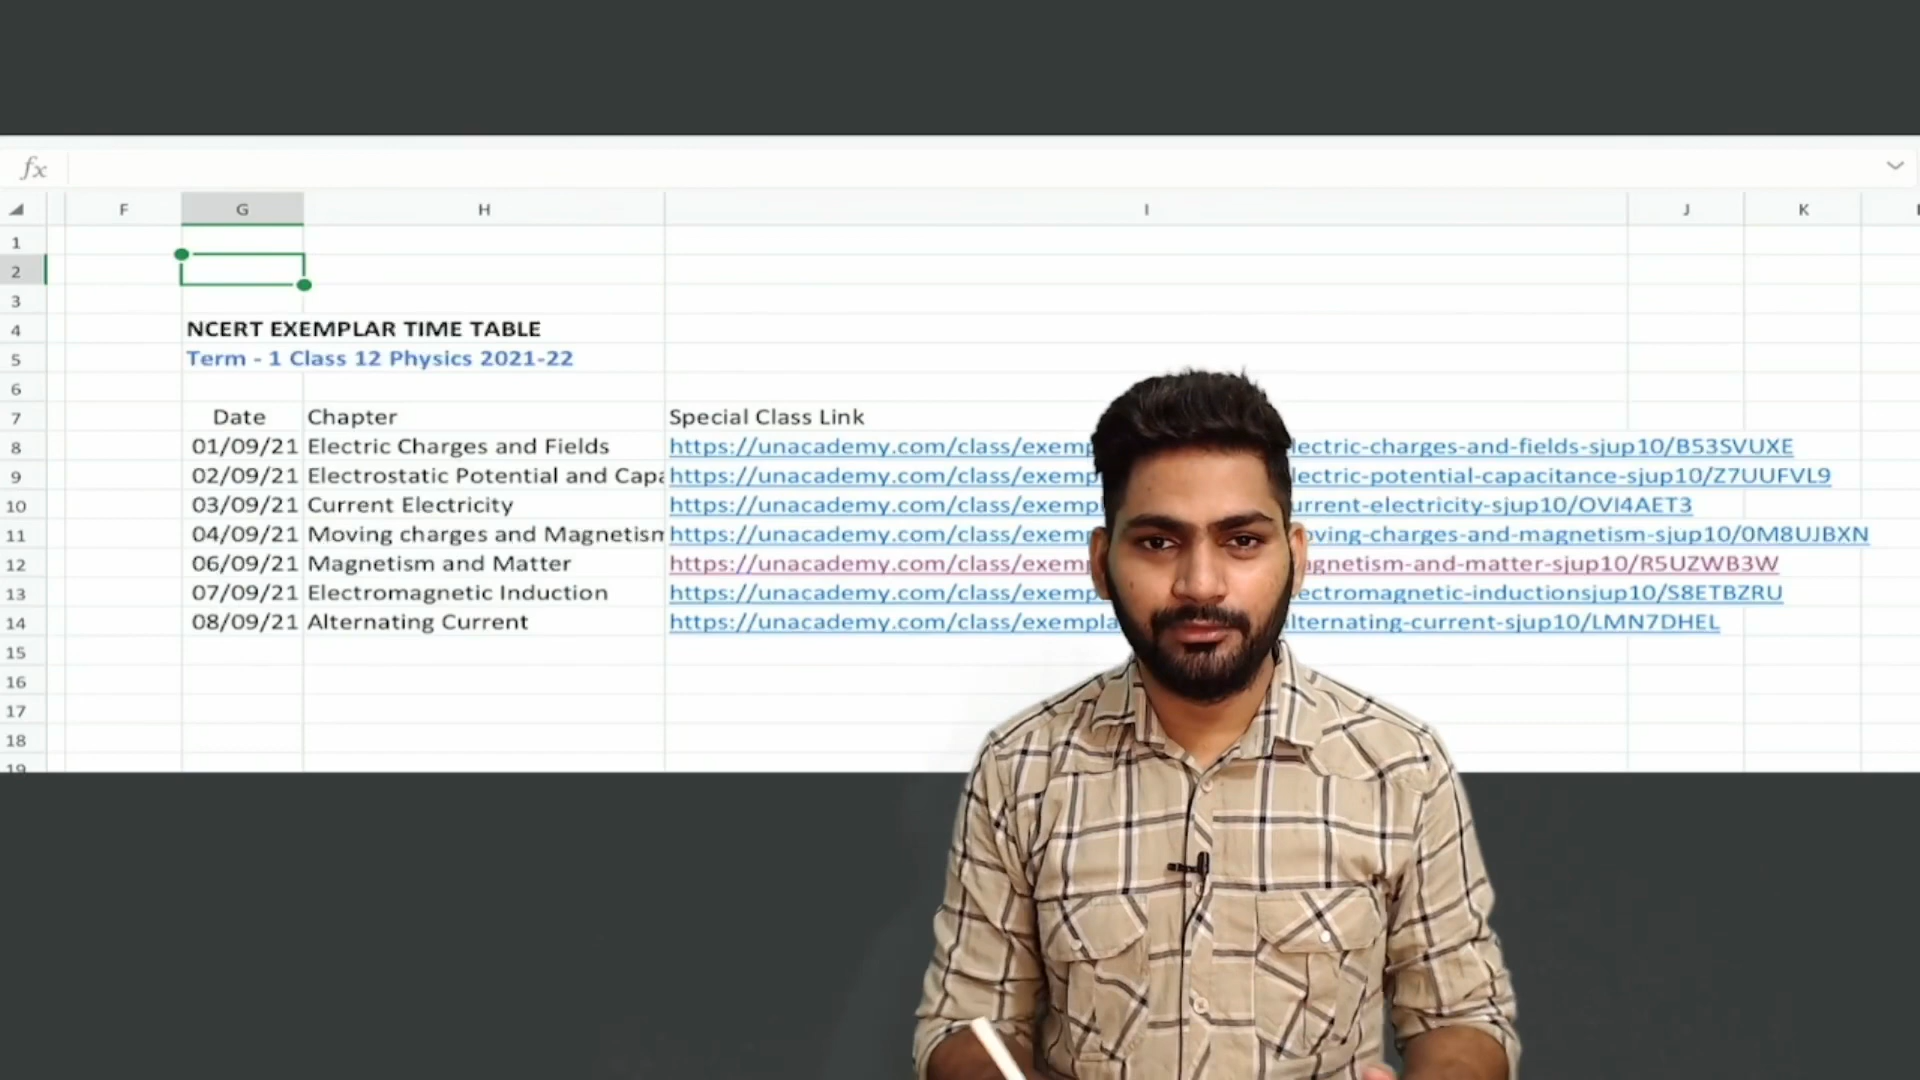 fx
F G H I J K
1
2
3
4 NCERT EXEMPLAR TIME TABLE
5 Term - 1 Class 12 Physics 2021-22
6
7 Date Chapter Special Class Link
8 01/09/21 Electric Charges and Fields https://unacademy.com/class/exemp lectric-charges-and-fields-sjup10/B53SVUXE
9 02/09/21 Electrostatic Potential and Capa https://unacademy.com/class/exemp lectric-potential-capacitance-sjup10/Z7UUFVL9
10 03/09/21 Current Electricity https://unacademy.com/class/exemp urrent-electricity-sjup10/OVI4AET3
11 04/09/21 Moving charges and Magnetism https://unacademy.com/class/exemp oving-charges-and-magnetism-sjup10/0M8UJBXN
12 06/09/21 Magnetism and Matter https://unacademy.com/class/exemp agnetism-and-matter-sjup10/R5UZWB3W
13 07/09/21 Electromagnetic Induction https://unacademy.com/class/exemp ectromagnetic-inductionsjup10/S8ETBZRU
14 08/09/21 Alternating Current https://unacademy.com/class/exempla lternating-current-sjup10/LMN7DHEL
15
16
17
18
19